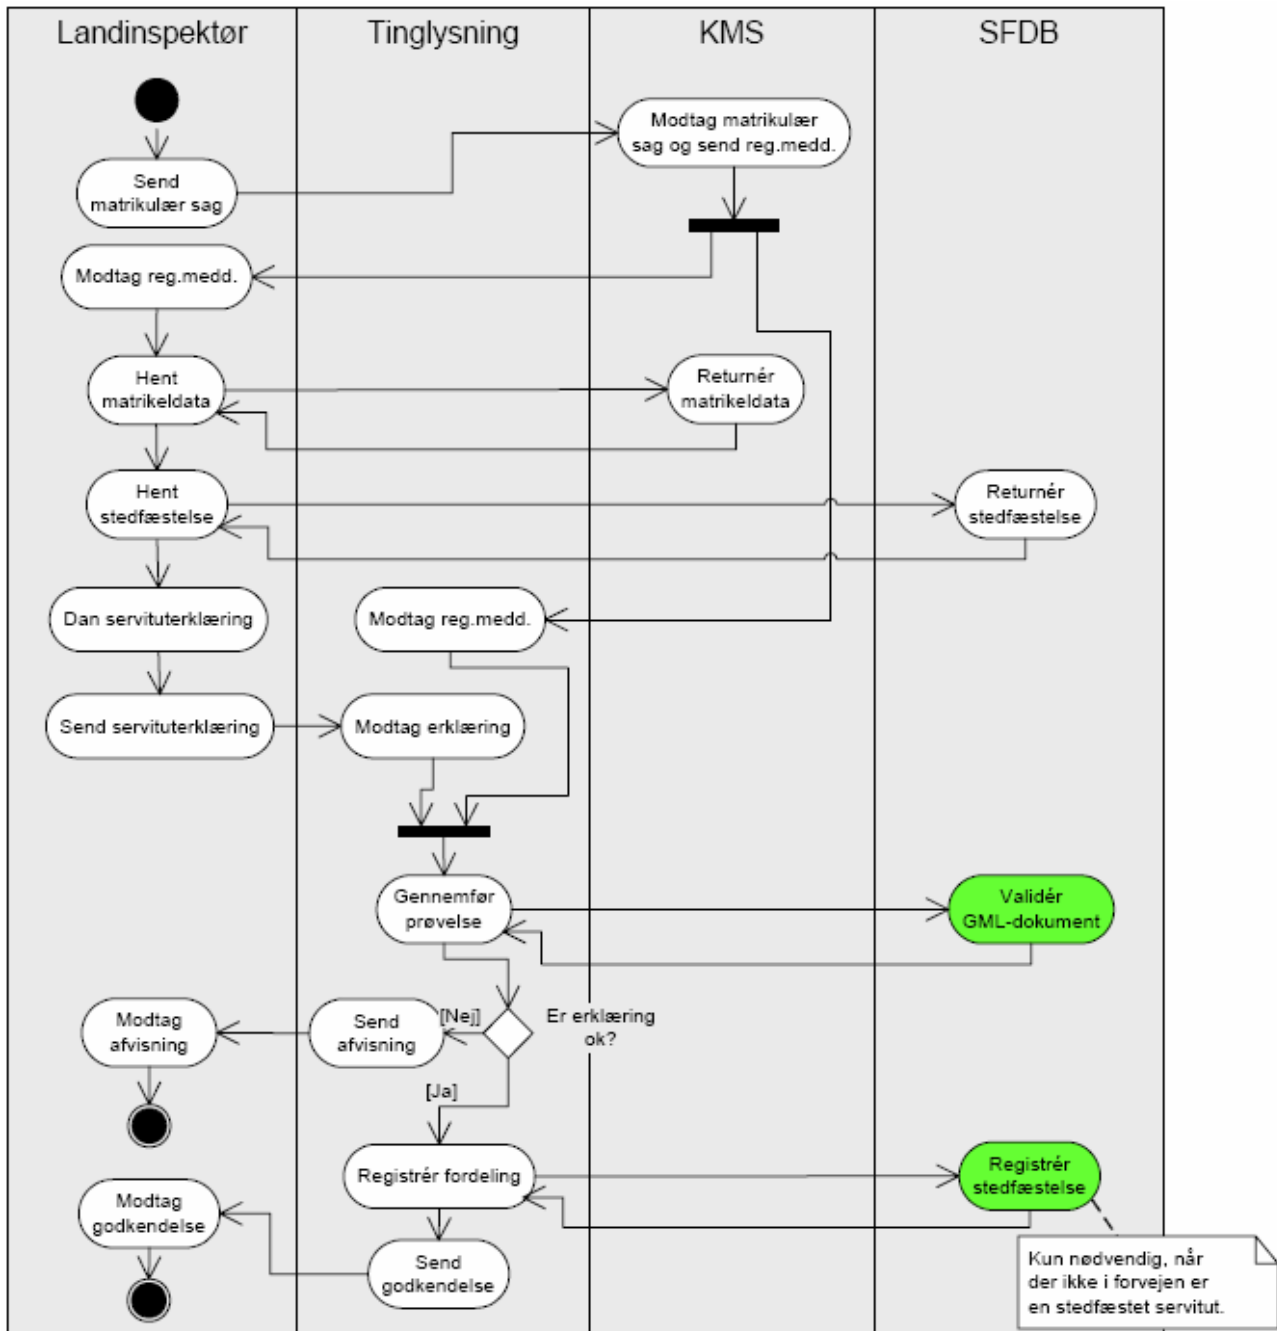 Landinspektør
Tinglysning
KMS
SFDB
Modtag matrikulær
sag og send reg.medd.
Send
matrikulær sag
Modtag reg.medd.
Hent
matrikeldata
Returnér
matrikeldata
Hent
stedfæstelse
Returnér
stedfæstelse
Dan servituterklæring
Modtag reg.medd.
Send servituterklæring
Modtag erklæring
Gennemfør
prøvelse
Validér
GML-dokument
Modtag
afvisning
Send
afvisning
[Nej]
Er erklæring
ok?
[Ja]
Registrér fordeling
Registrér
stedfæstelse
Modtag
godkendelse
Send
godkendelse
Kun nødvendig, når
der ikke i forvejen er
en stedfæstet servitut.